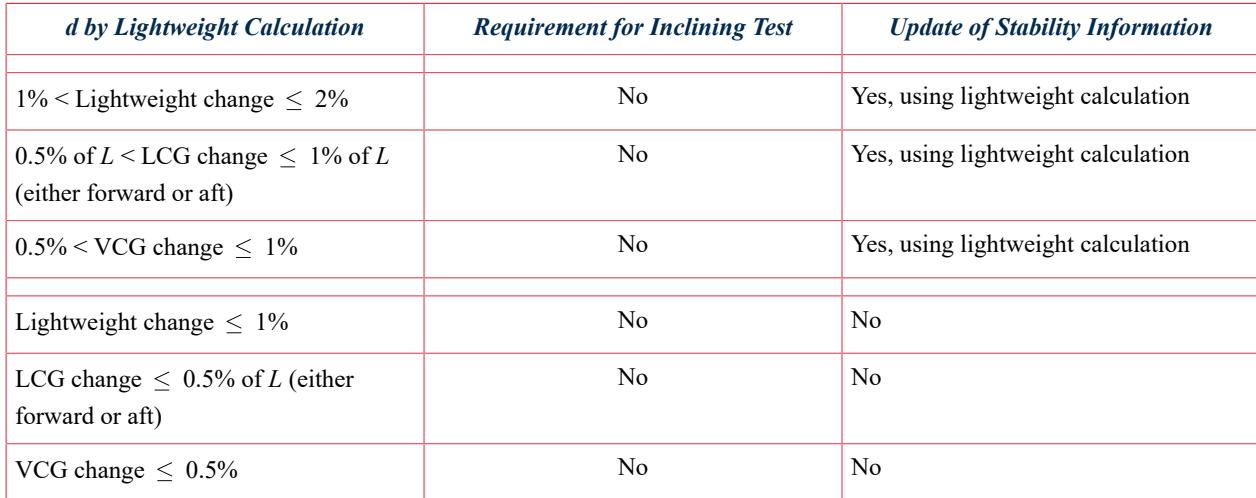 d by Lightweight Calculation Requirement for Inclining Test Update of Stability Information
1% < Lightweight change ≤ 2% No Yes, using lightweight calculation
0.5% of L < LCG change ≤ 1% of L No Yes, using lightweight calculation
(either forward or aft)
0.5% < VCG change ≤ 1% No Yes, using lightweight calculation
Lightweight change ≤ 1% No No
LCG change ≤ 0.5% of L (either No No
forward or aft)
VCG change ≤ 0.5% No No